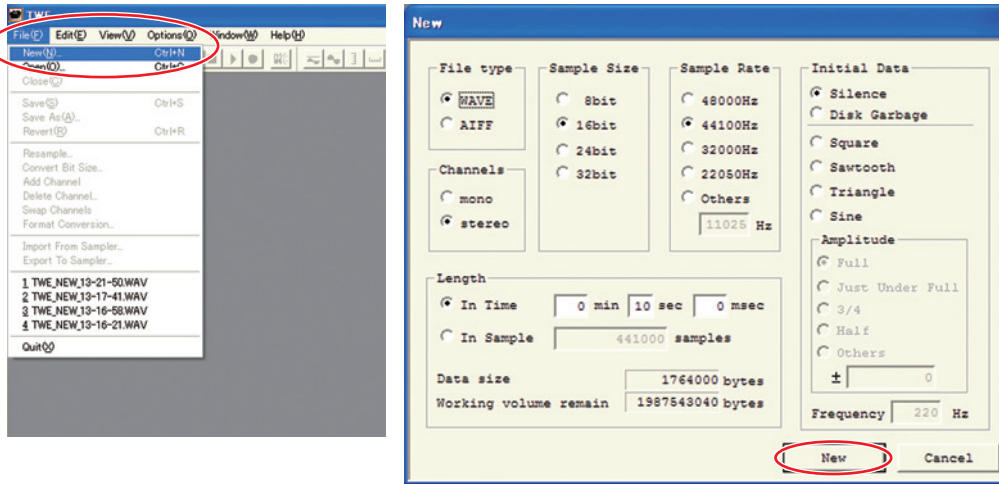 TWE
File(F) Edit(E) View(V) Options(O) Window(W) Help(H)
New(N)... Ctrl+N
Open(O)... Ctrl+O
Close(C)
Save(S) Ctrl+S
Save As(A)...
Revert(R) Ctrl+R
Resample...
Convert Bit Size...
Add Channel
Delete Channel...
Swap Channels
Format Conversion...
Import From Sampler...
Export To Sampler...
1 TWE_NEW_13-21-50.WAV
2 TWE_NEW_13-17-41.WAV
3 TWE_NEW_13-16-58.WAV
4 TWE_NEW_13-16-21.WAV
Quit(X)
New
File type
WAVE
AIFF
Channels
mono
stereo
Sample Size
8bit
16bit
24bit
32bit
Sample Rate
48000Hz
44100Hz
32000Hz
22050Hz
Others
11025 Hz
Length
In Time 0 min 10 sec 0 msec
In Sample 441000 samples
Data size 1764000 bytes
Working volume remain 1987543040 bytes
Initial Data
Silence
Disk Garbage
Square
Sawtooth
Triangle
Sine
Amplitude
Full
Just Under Full
3/4
Half
Others
± 0
Frequency 220 Hz
New Cancel